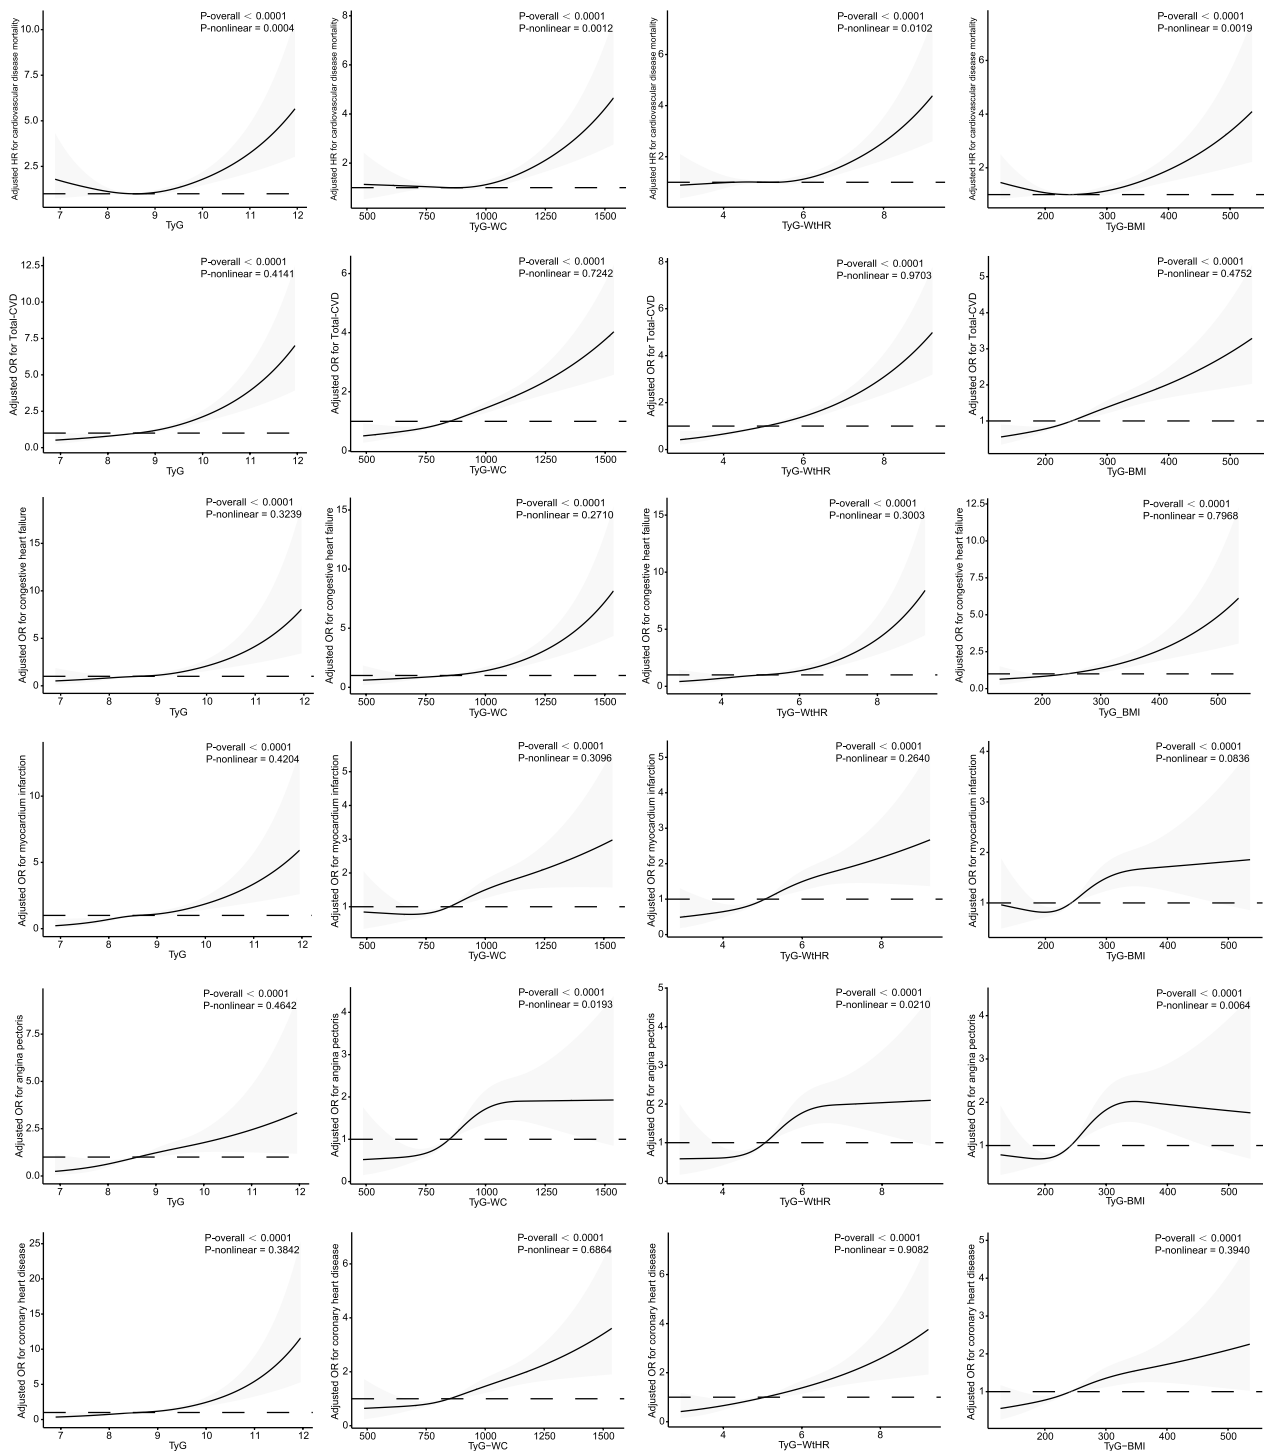 P-overall < 0.0001
P-nonlinear = 0.0004
Adjusted HR for cardiovascular disease mortality
10.0
7.5
5.0
2.5
7 8 9 10 11 12
TyG
P-overall < 0.0001
P-nonlinear = 0.0012
Adjusted HR for cardiovascular disease mortality
8
6
4
2
500 750 1000 1250 1500
TyG-WC
P-overall < 0.0001
P-nonlinear = 0.0102
Adjusted HR for cardiovascular disease mortality
6
4
2
4 6 8
TyG-WtHR
P-overall < 0.0001
P-nonlinear = 0.0019
Adjusted HR for cardiovascular disease mortality
6
4
2
200 300 400 500
TyG-BMI
P-overall < 0.0001
P-nonlinear = 0.4141
Adjusted OR for Total-CVD
12.5
10.0
7.5
5.0
2.5
0.0
7 8 9 10 11 12
TyG
P-overall < 0.0001
P-nonlinear = 0.7242
Adjusted OR for Total-CVD
6
4
2
0
500 750 1000 1250 1500
TyG-WC
P-overall < 0.0001
P-nonlinear = 0.9703
Adjusted OR for Total-CVD
8
6
4
2
0
4 6 8
TyG-WtHR
P-overall < 0.0001
P-nonlinear = 0.4752
Adjusted OR for Total-CVD
5
4
3
2
1
200 300 400 500
TyG-BMI
P-overall < 0.0001
P-nonlinear = 0.3239
Adjusted OR for congestive heart failure
15
10
5
0
7 8 9 10 11 12
TyG
P-overall < 0.0001
P-nonlinear = 0.2710
Adjusted OR for congestive heart failure
15
10
5
0
500 750 1000 1250 1500
TyG-WC
P-overall < 0.0001
P-nonlinear = 0.3003
Adjusted OR for congestive heart failure
15
10
5
0
4 6 8
TyG−WtHR
P-overall < 0.0001
P-nonlinear = 0.7968
Adjusted OR for congestive heart failure
12.5
10.0
7.5
5.0
2.5
0.0
200 300 400 500
TyG_BMI
P-overall < 0.0001
P-nonlinear = 0.4204
Adjusted OR for myocardium infarction
10
5
0
7 8 9 10 11 12
TyG
P-overall < 0.0001
P-nonlinear = 0.3096
Adjusted OR for myocardium infarction
5
4
3
2
1
0
500 750 1000 1250 1500
TyG-WC
P-overall < 0.0001
P-nonlinear = 0.2640
Adjusted OR for myocardium infarction
5
4
3
2
1
0
4 6 8
TyG-WtHR
P-overall < 0.0001
P-nonlinear = 0.0836
Adjusted OR for myocardium infarction
4
3
2
1
200 300 400 500
TyG-BMI
P-overall < 0.0001
P-nonlinear = 0.4642
Adjusted OR for angina pectoris
7.5
5.0
2.5
0.0
7 8 9 10 11 12
TyG
P-overall < 0.0001
P-nonlinear = 0.0193
Adjusted OR for angina pectoris
4
3
2
1
0
500 750 1000 1250 1500
TyG-WC
P-overall < 0.0001
P-nonlinear = 0.0210
Adjusted OR for angina pectoris
5
4
3
2
1
0
4 6 8
TyG−WtHR
P-overall < 0.0001
P-nonlinear = 0.0064
Adjusted OR for angina pectoris
4
3
2
1
200 300 400 500
TyG-BMI
P-overall < 0.0001
P-nonlinear = 0.3842
Adjusted OR for coronary heart disease
25
20
15
10
5
0
7 8 9 10 11 12
TyG
P-overall < 0.0001
P-nonlinear = 0.6864
Adjusted OR for coronary heart disease
6
4
2
0
500 750 1000 1250 1500
TyG−WC
P-overall < 0.0001
P-nonlinear = 0.9082
Adjusted OR for coronary heart disease
6
4
2
0
4 6 8
TyG−WtHR
P-overall < 0.0001
P-nonlinear = 0.3940
Adjusted OR for coronary heart disease
5
4
3
2
1
200 300 400 500
TyG−BMI